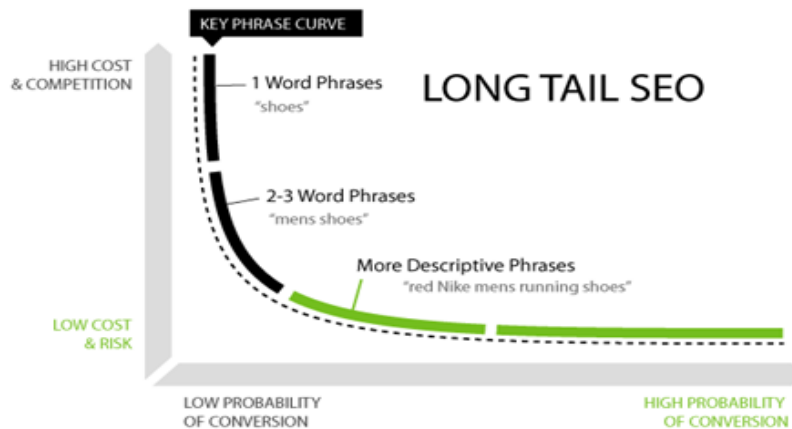 KEY PHRASE CURVE
HIGH COST
& COMPETITION
1 Word Phrases
“shoes”
LONG TAIL SEO
2-3 Word Phrases
“mens shoes”
More Descriptive Phrases
“red Nike mens running shoes”
LOW COST
& RISK
LOW PROBABILITY
OF CONVERSION
HIGH PROBABILITY
OF CONVERSION